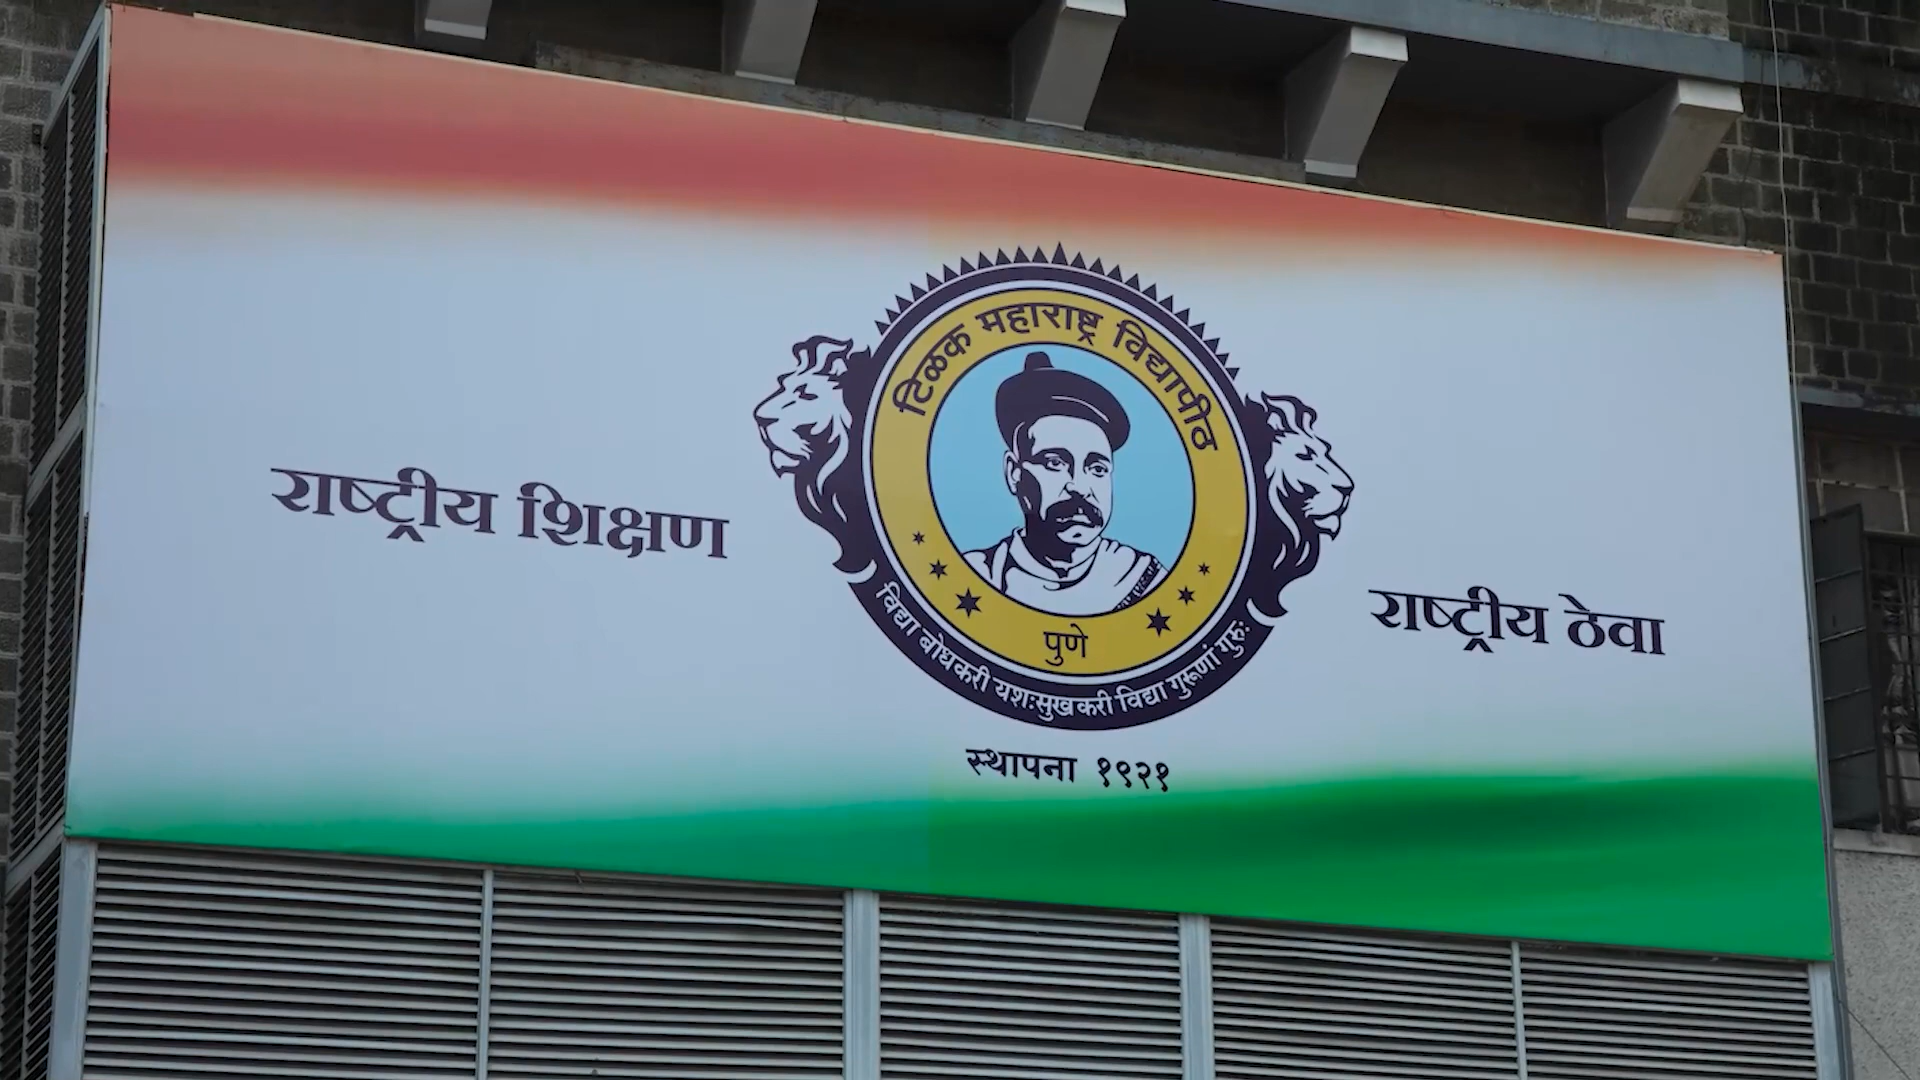 राष्ट्रीय शिक्षण
टिळक महाराष्ट्र विद्यापीठ
पुणे
विद्या बोधकरी यशःसुखकरी विद्या गुरूणां गुरुः
स्थापना १९२१
राष्ट्रीय ठेवा